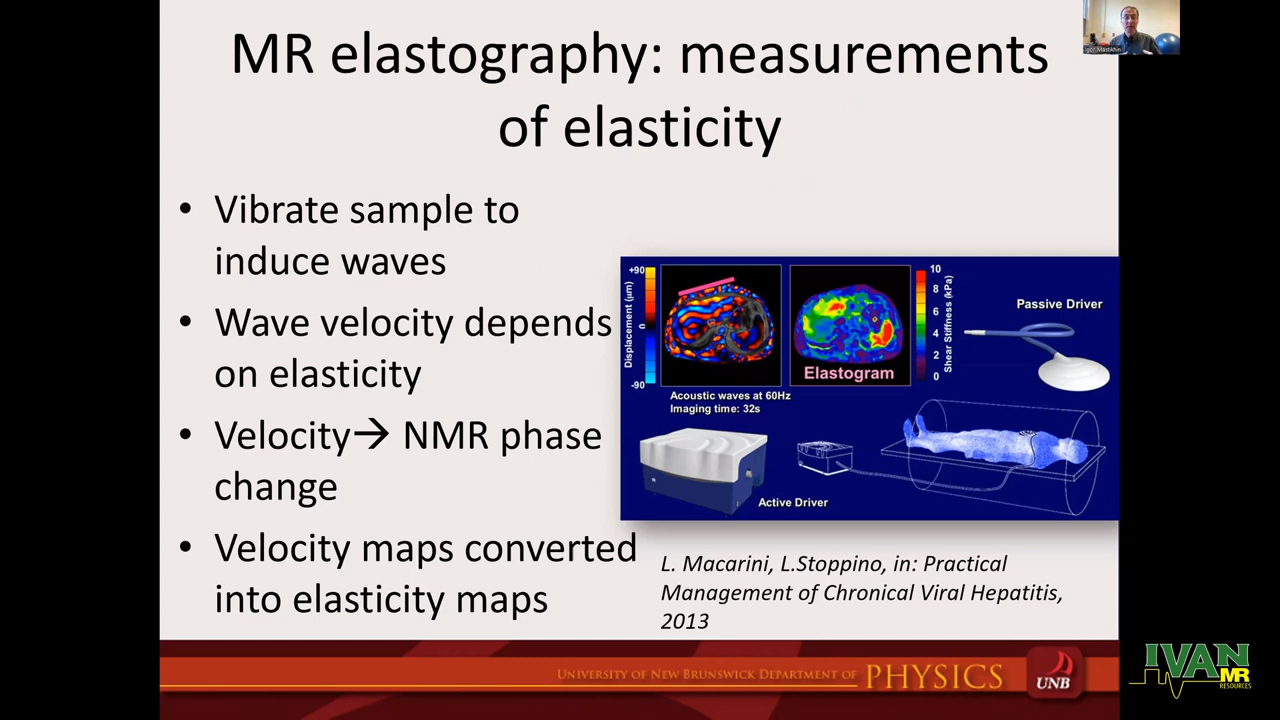 MR elastography: measurements
of elasticity
Igor Mastikhin
• Vibrate sample to
induce waves
• Wave velocity depends
on elasticity
• Velocity→ NMR phase
change
• Velocity maps converted
into elasticity maps
+90
0
-90
Displacement (μm)
Elastogram
10
8
6
4
2
0
Shear Stiffness (kPa)
Passive Driver
Acoustic waves at 60Hz
Imaging time: 32s
Active Driver
L. Macarini, L.Stoppino, in: Practical
Management of Chronical Viral Hepatitis,
2013
UNIVERSITY OF NEW BRUNSWICK DEPARTMENT OF PHYSICS
UNB
IVAN
MR
RESOURCES